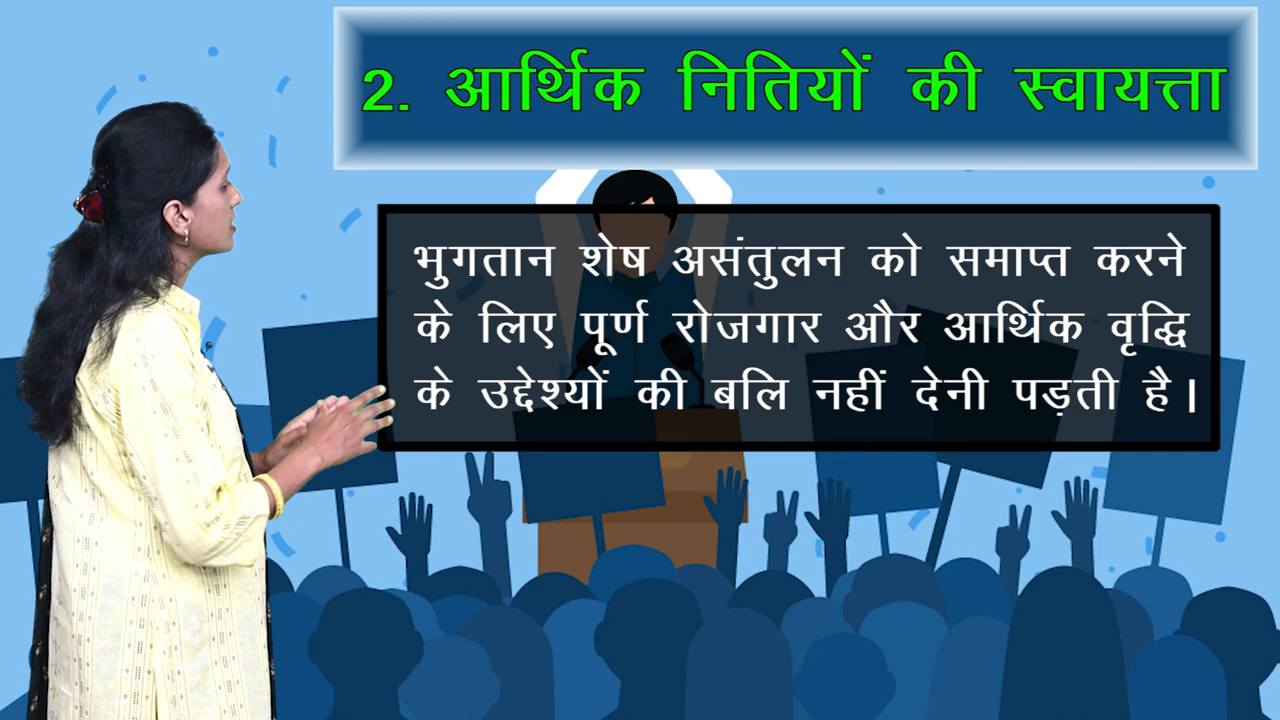 2. आर्थिक नितियों की स्वायत्ता
भुगतान शेष असंतुलन को समाप्त करने
के लिए पूर्ण रोजगार और आर्थिक वृद्धि
के उद्देश्यों की बलि नहीं देनी पड़ती है।